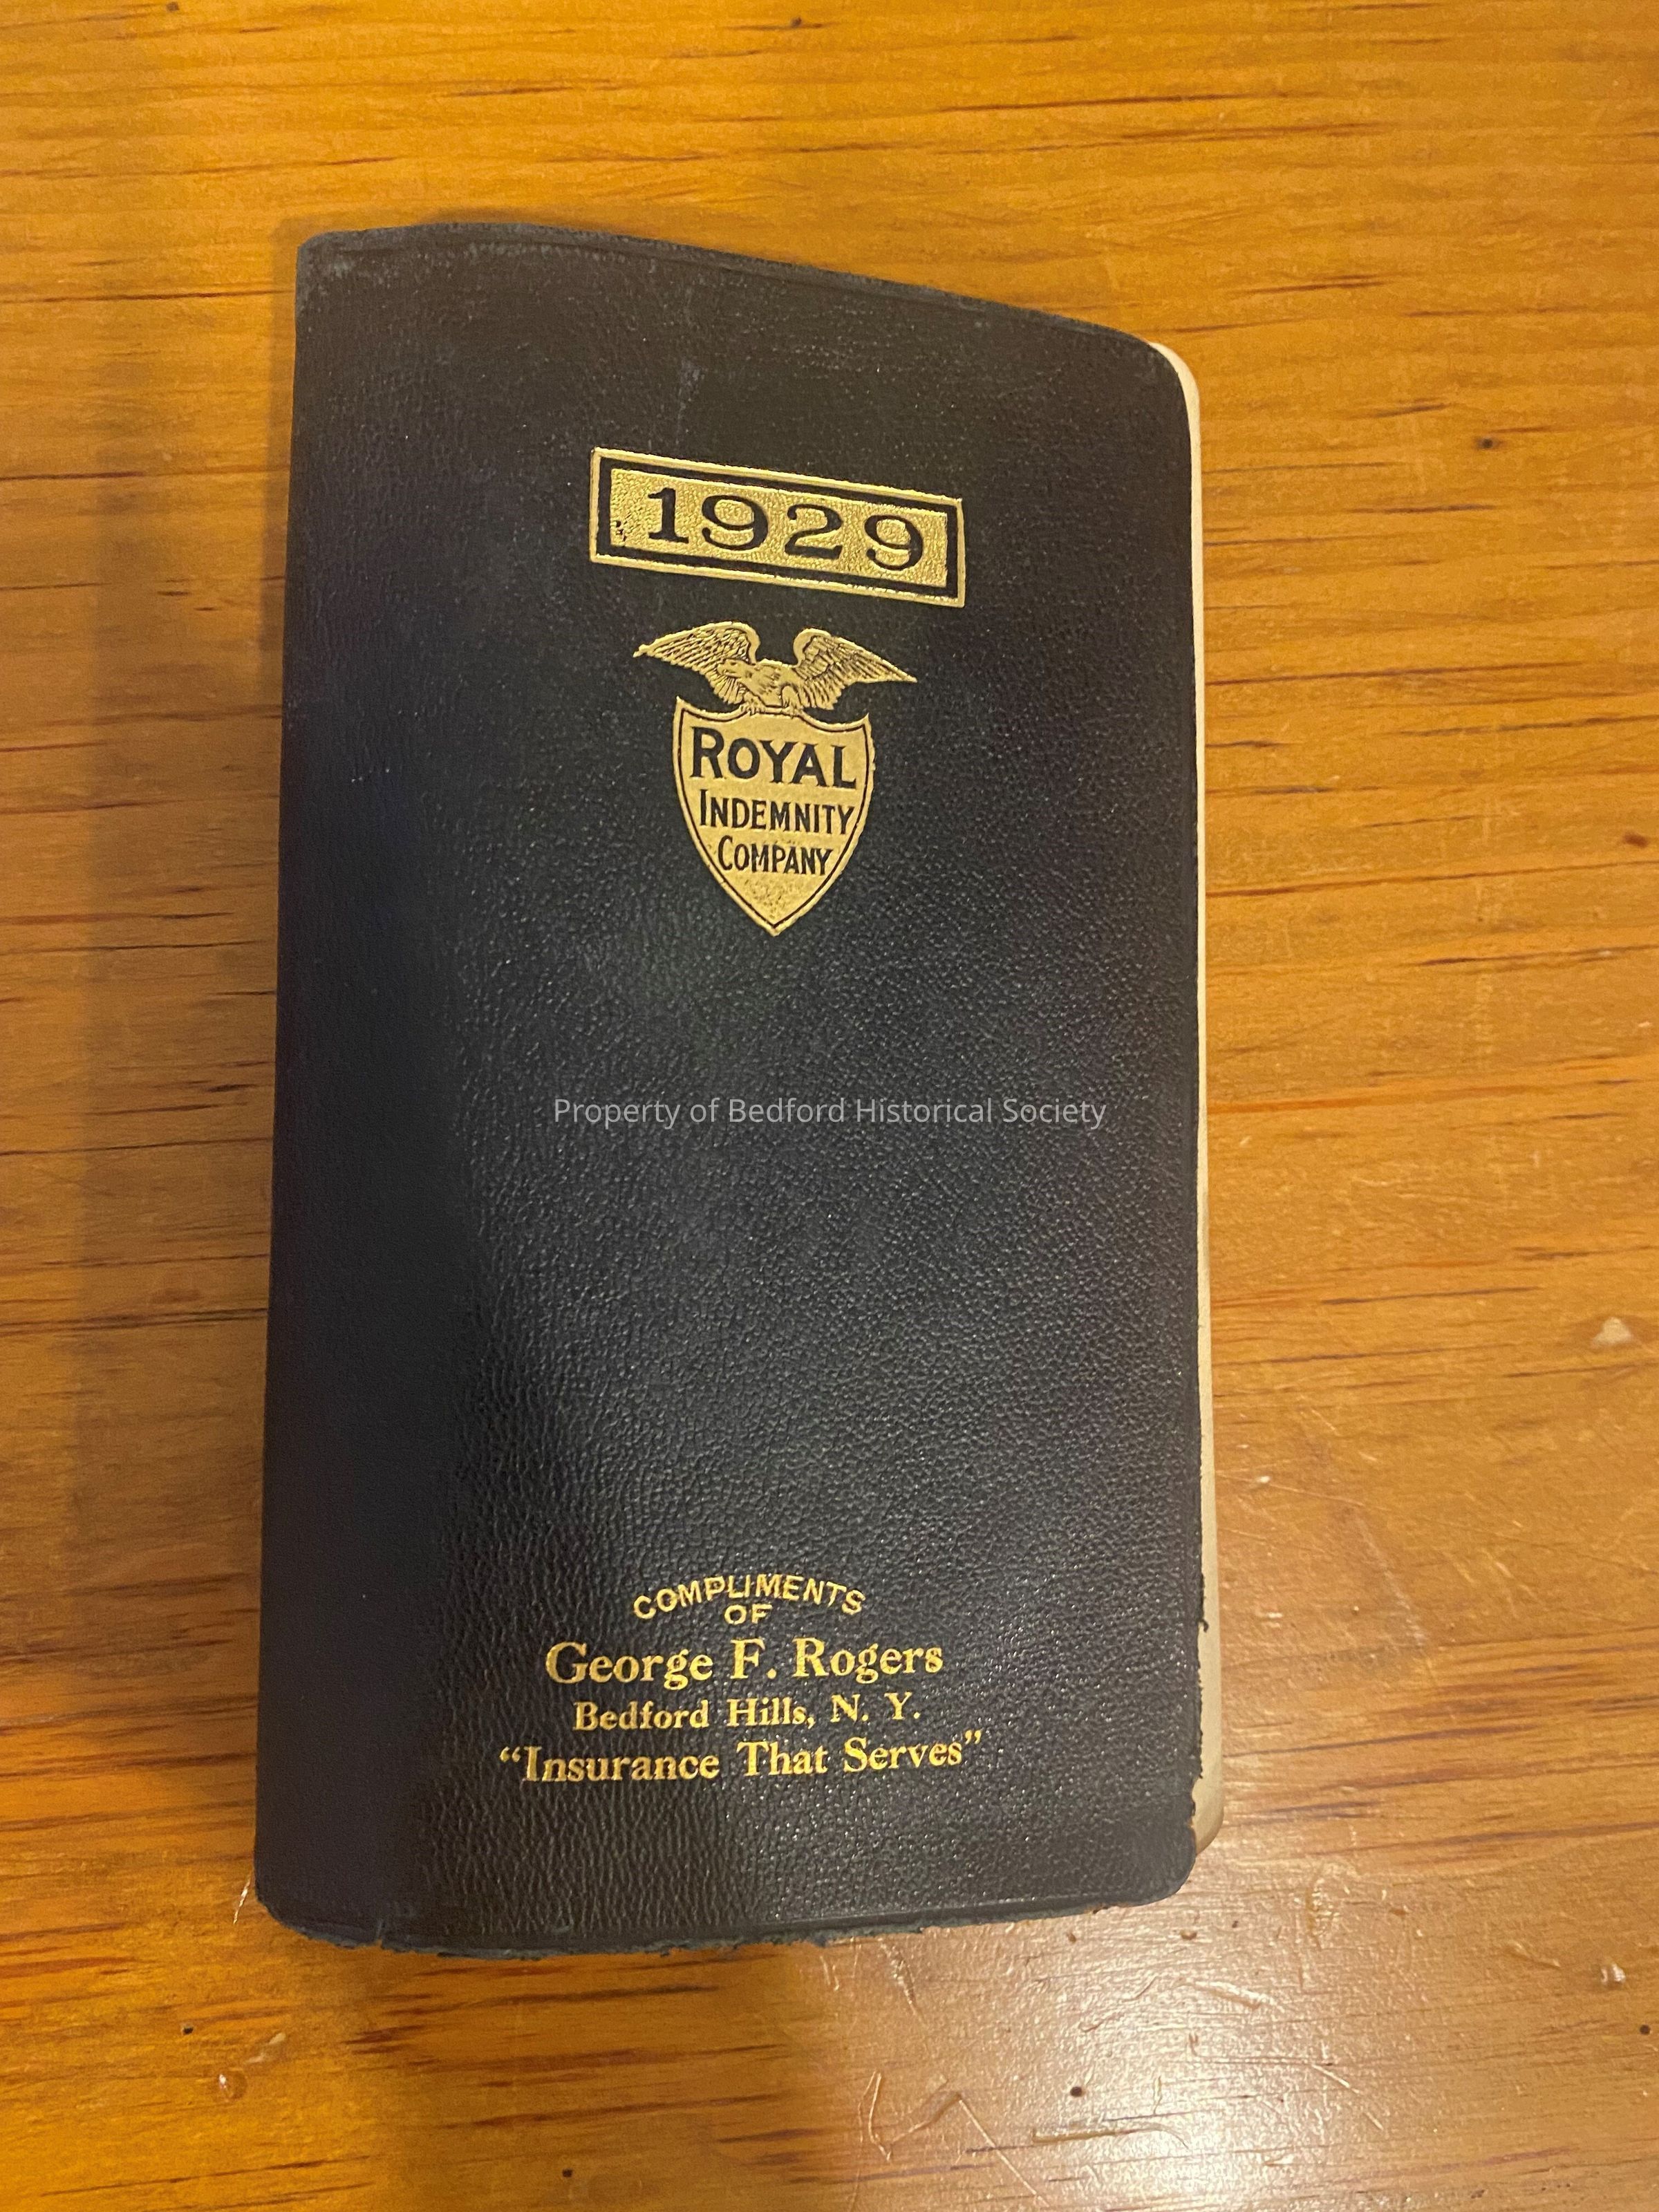 1929
ROYAL
INDEMNITY
COMPANY
Property of Bedford Historical Society
COMPLIMENTS
OF
George F. Rogers
Bedford Hills, N. Y.
“Insurance That Serves”